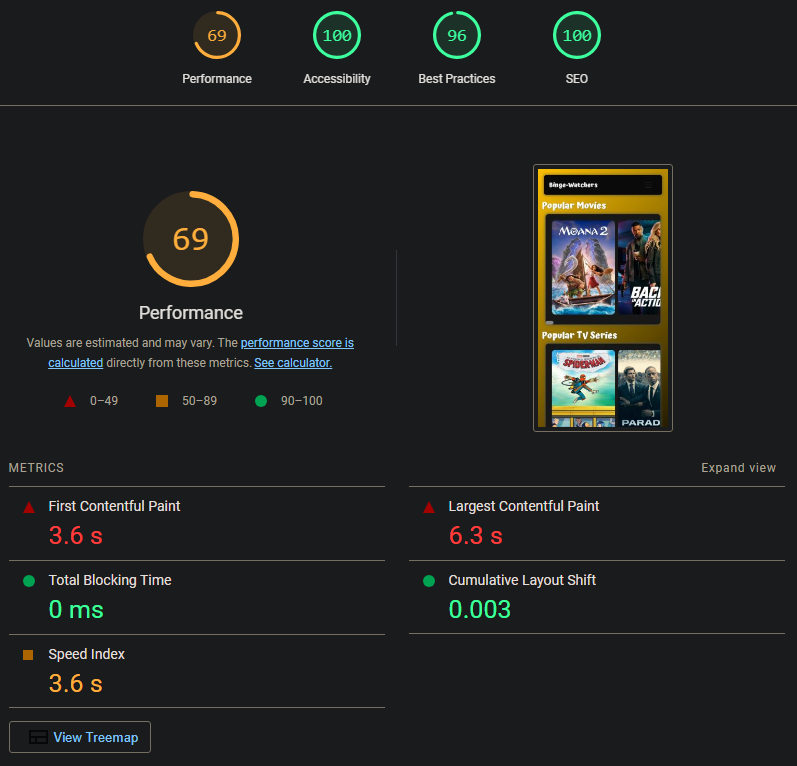 69
100
96
100
Performance
Accessibility
Best Practices
SEO
69
Performance
Values are estimated and may vary. The performance score is
calculated directly from these metrics. See calculator.
0–49
50–89
90–100
Binge-Watchers
Popular Movies
MOANA 2
BACK
Popular TV Series
SPIDER-MAN
PARAD
METRICS
Expand view
First Contentful Paint
3.6 s
Largest Contentful Paint
6.3 s
Total Blocking Time
0 ms
Cumulative Layout Shift
0.003
Speed Index
3.6 s
View Treemap